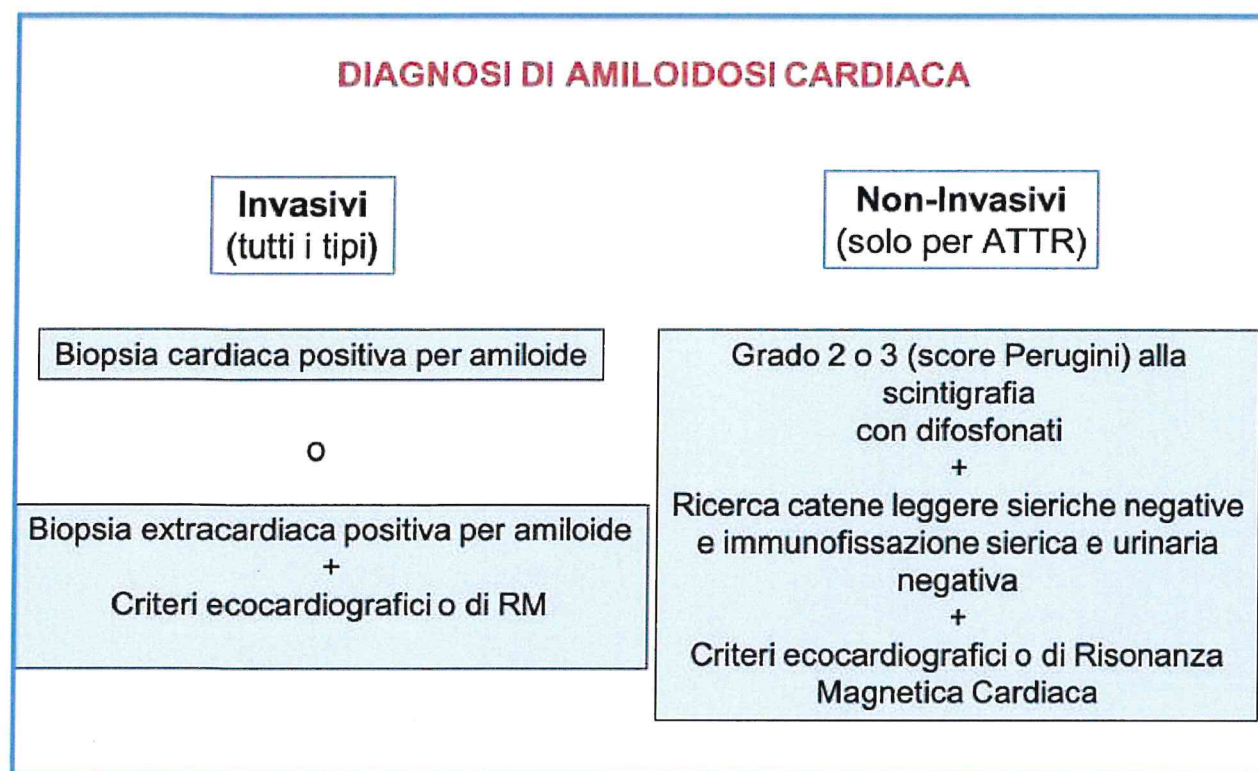 DIAGNOSI DI AMILOIDOSI CARDIACA
Invasivi
(tutti i tipi)
Biopsia cardiaca positiva per amiloide
o
Biopsia extracardiaca positiva per amiloide
+
Criteri ecocardiografici o di RM
Non-Invasivi
(solo per ATTR)
Grado 2 o 3 (score Perugini) alla
scintigrafia
con difosfonati
+
Ricerca catene leggere sieriche negative
e immunofissazione sierica e urinaria
negativa
+
Criteri ecocardiografici o di Risonanza
Magnetica Cardiaca